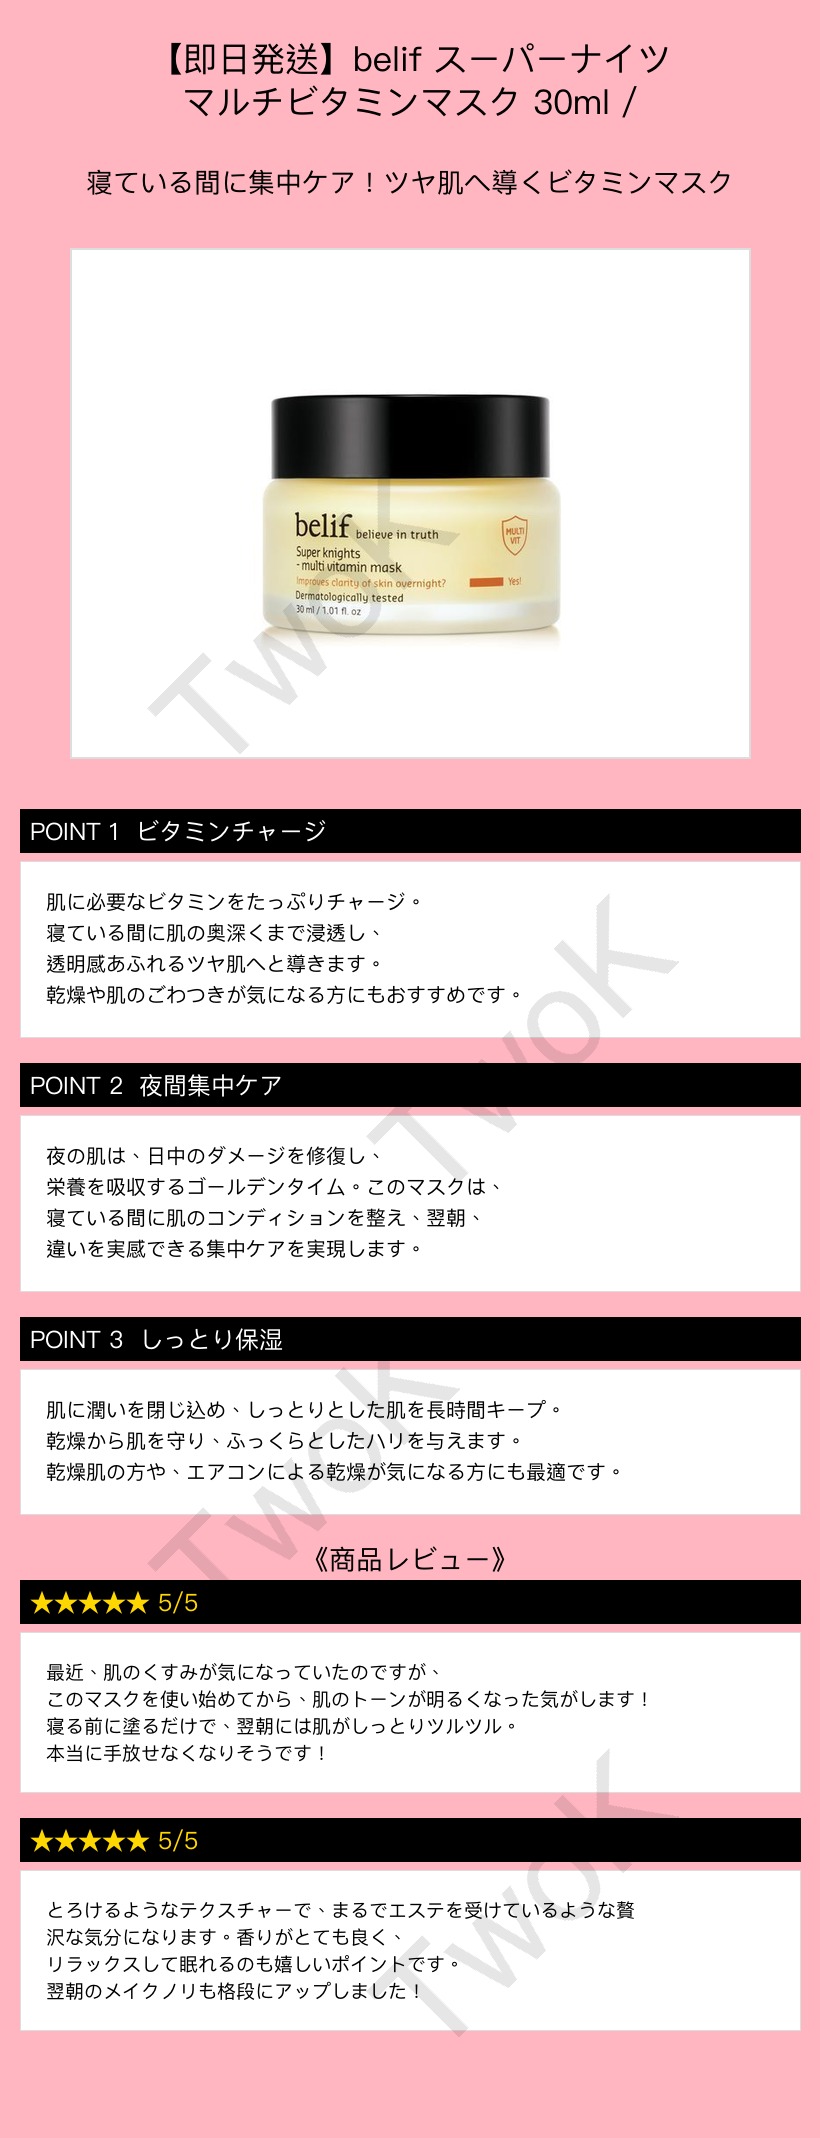 【即日発送】belif スーパーナイツ
マルチビタミンマスク 30ml /
寝ている間に集中ケア！ツヤ肌へ導くビタミンマスク
belif believe in truth
MULTI
VIT
Super knights
- multi vitamin mask
Improves clarity of skin overnight? Yes!
Dermatologically tested
30 ml / 1.01 fl. oz
TwoK
POINT 1 ビタミンチャージ
肌に必要なビタミンをたっぷりチャージ。
寝ている間に肌の奥深くまで浸透し、
透明感あふれるツヤ肌へと導きます。
乾燥や肌のごわつきが気になる方にもおすすめです。
TwoK
POINT 2 夜間集中ケア
夜の肌は、日中のダメージを修復し、
栄養を吸収するゴールデンタイム。このマスクは、
寝ている間に肌のコンディションを整え、翌朝、
違いを実感できる集中ケアを実現します。
POINT 3 しっとり保湿
肌に潤いを閉じ込め、しっとりとした肌を長時間キープ。
乾燥から肌を守り、ふっくらとしたハリを与えます。
乾燥肌の方や、エアコンによる乾燥が気になる方にも最適です。
TwoK
《商品レビュー》
★★★★★ 5/5
最近、肌のくすみが気になっていたのですが、
このマスクを使い始めてから、肌のトーンが明るくなった気がします！
寝る前に塗るだけで、翌朝には肌がしっとりツルツル。
本当に手放せなくなりそうです！
★★★★★ 5/5
とろけるようなテクスチャーで、まるでエステを受けているような贅
沢な気分になります。香りがとても良く、
リラックスして眠れるのも嬉しいポイントです。
翌朝のメイクノリも格段にアップしました！
TwoK